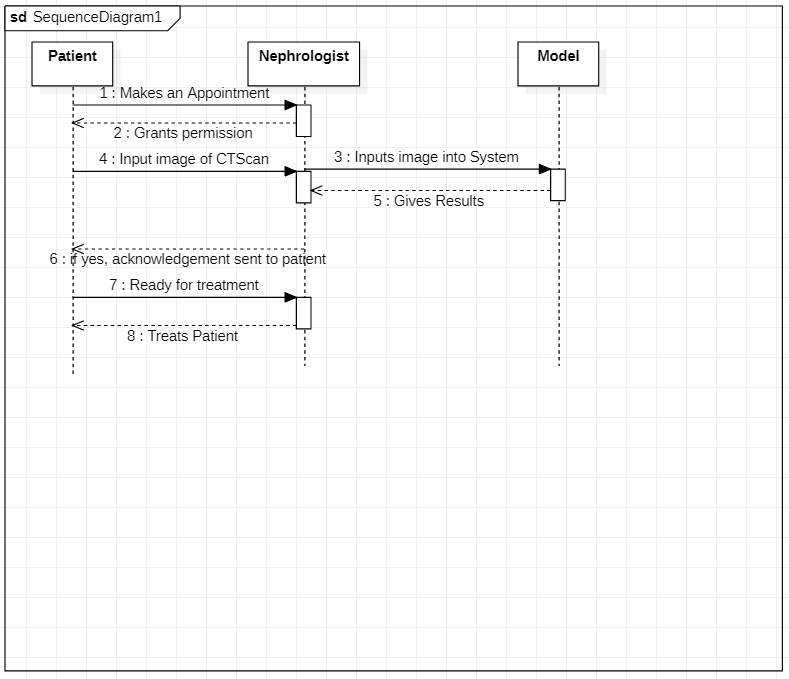 sd SequenceDiagram1
Patient
Nephrologist
Model
1 : Makes an Appointment
2 : Grants permission
3 : Inputs image into System
4 : Input image of CTScan
5 : Gives Results
6 : if yes, acknowledgement sent to patient
7 : Ready for treatment
8 : Treats Patient